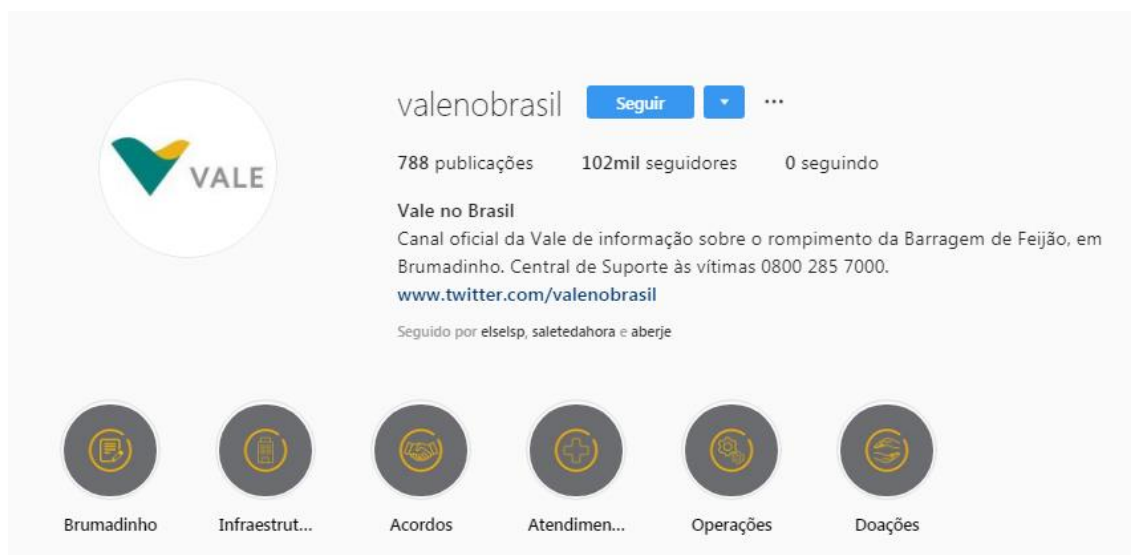 VALE
valenobrasil Seguir ...
788 publicações 102mil seguidores 0 seguindo
Vale no Brasil
Canal oficial da Vale de informação sobre o rompimento da Barragem de Feijão, em
Brumadinho. Central de Suporte às vítimas 0800 285 7000.
www.twitter.com/valenobrasil
Seguido por elselsp, saletedahora e aberje
Brumadinho Infraestrut... Acordos Atendimen... Operações Doações